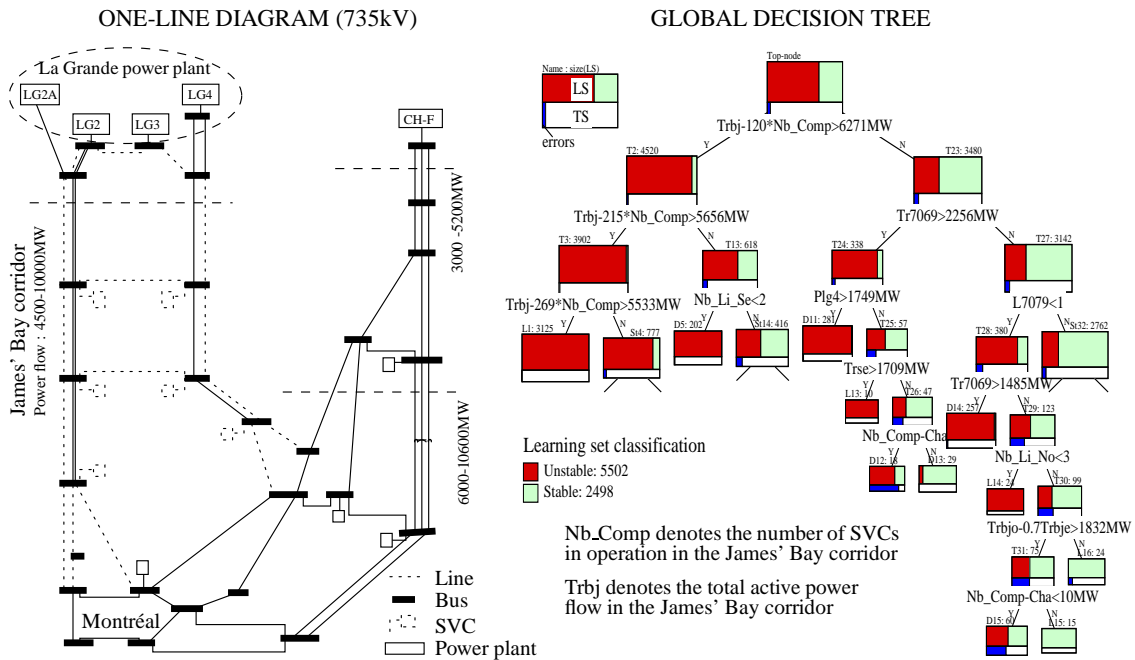 ONE-LINE DIAGRAM (735kV)
La Grande power plant
LG2A
LG4
LG2
LG3
CH-F
James' Bay corridor
Power flow : 4500-10000MW
3000 -5200MW
6000-10600MW
Montréal
Line
Bus
SVC
Power plant
GLOBAL DECISION TREE
Name : size(LS)
LS
TS
errors
Top-node
Trbj-120*Nb_Comp>6271MW
Y
N
T2: 4520
T23: 3480
Trbj-215*Nb_Comp>5656MW
Tr7069>2256MW
Y
N
Y
N
T3: 3902
T13: 618
T24: 338
T27: 3142
Trbj-269*Nb_Comp>5533MW
Nb_Li_Se<2
Plg4>1749MW
L7079<1
Y
N
Y
N
Y
N
Y
N
L1: 3125
St4: 777
D5: 202
St14: 416
D11: 281
T25: 57
T28: 380
St32: 2762
Trse>1709MW
Tr7069>1485MW
Y
N
Y
N
L13: 10
T26: 47
D14: 257
T29: 123
Nb_Comp-Cha
Nb_Li_No<3
Y
N
Y
N
D12: 18
D13: 29
L14: 24
T30: 99
Trbjo-0.7Trbje>1832MW
Y
N
T31: 75
L16: 24
Nb_Comp-Cha<10MW
Y
N
D15: 60
L15: 15
Learning set classification
Unstable: 5502
Stable: 2498
Nb_Comp denotes the number of SVCs
in operation in the James' Bay corridor
Trbj denotes the total active power
flow in the James' Bay corridor